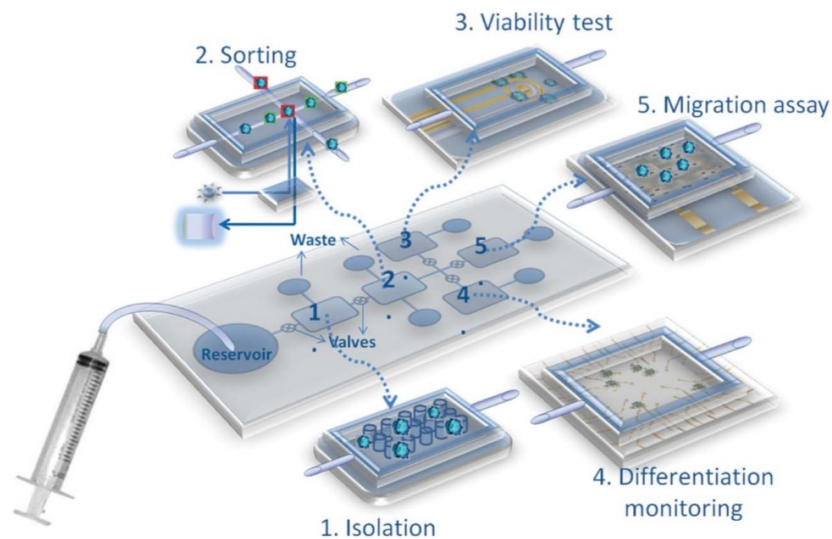 3. Viability test
2. Sorting
5. Migration assay
Waste
3
5
2
4
1
Reservoir
Valves
4. Differentiation
monitoring
1. Isolation